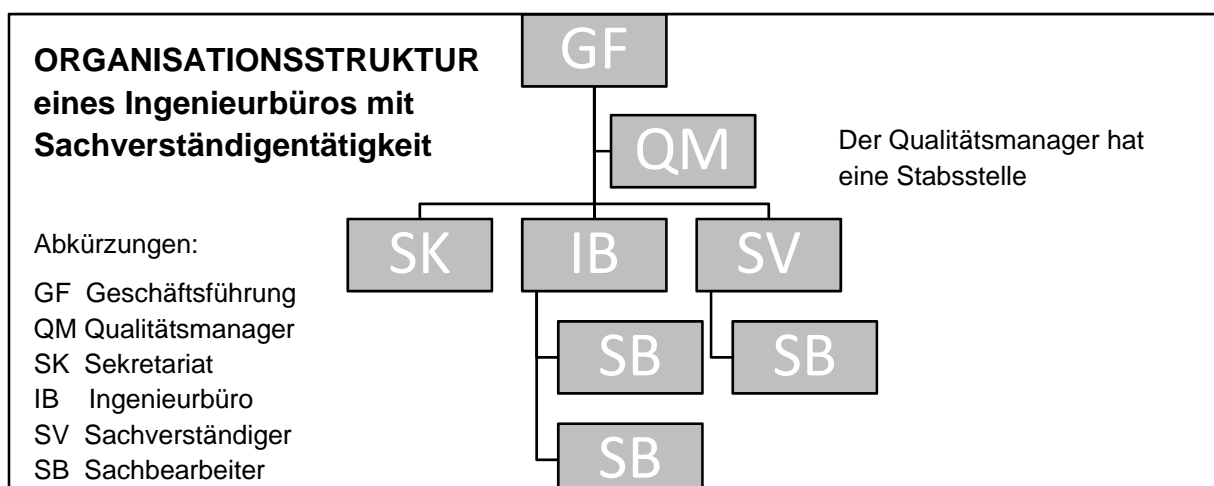 GF
ORGANISATIONSSTRUKTUR
eines Ingenieurbüros mit
Sachverständigentätigkeit
QM
Der Qualitätsmanager hat
eine Stabsstelle
SK
IB
SV
SB
SB
SB
Abkürzungen:
GF Geschäftsführung
QM Qualitätsmanager
SK Sekretariat
IB Ingenieurbüro
SV Sachverständiger
SB Sachbearbeiter